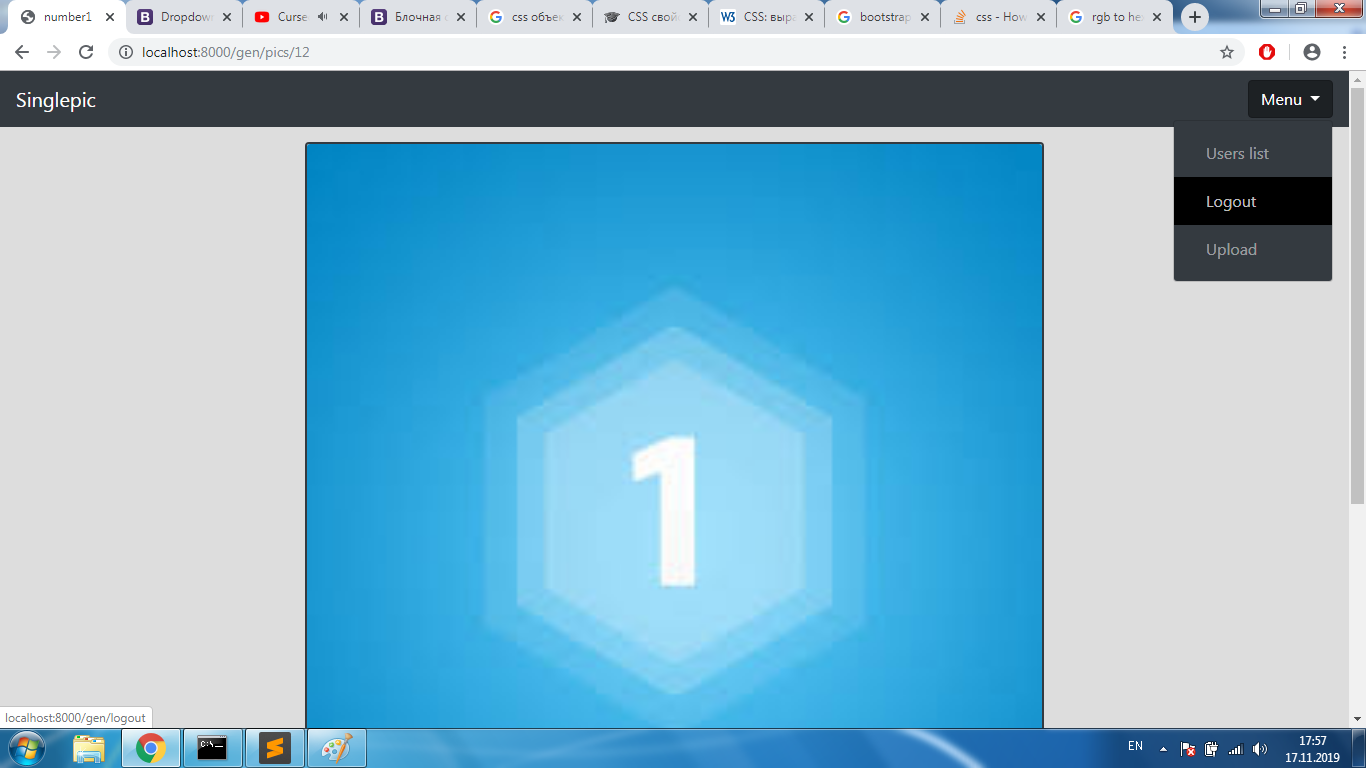 number1
Dropdow
Curse
Блочная
css объек
CSS свой
CSS: выра
bootstrap
css - How
rgb to he
localhost:8000/gen/pics/12
Singlepic
Menu
Users list
Logout
Upload
1
localhost:8000/gen/logout
EN
17:57
17.11.2019